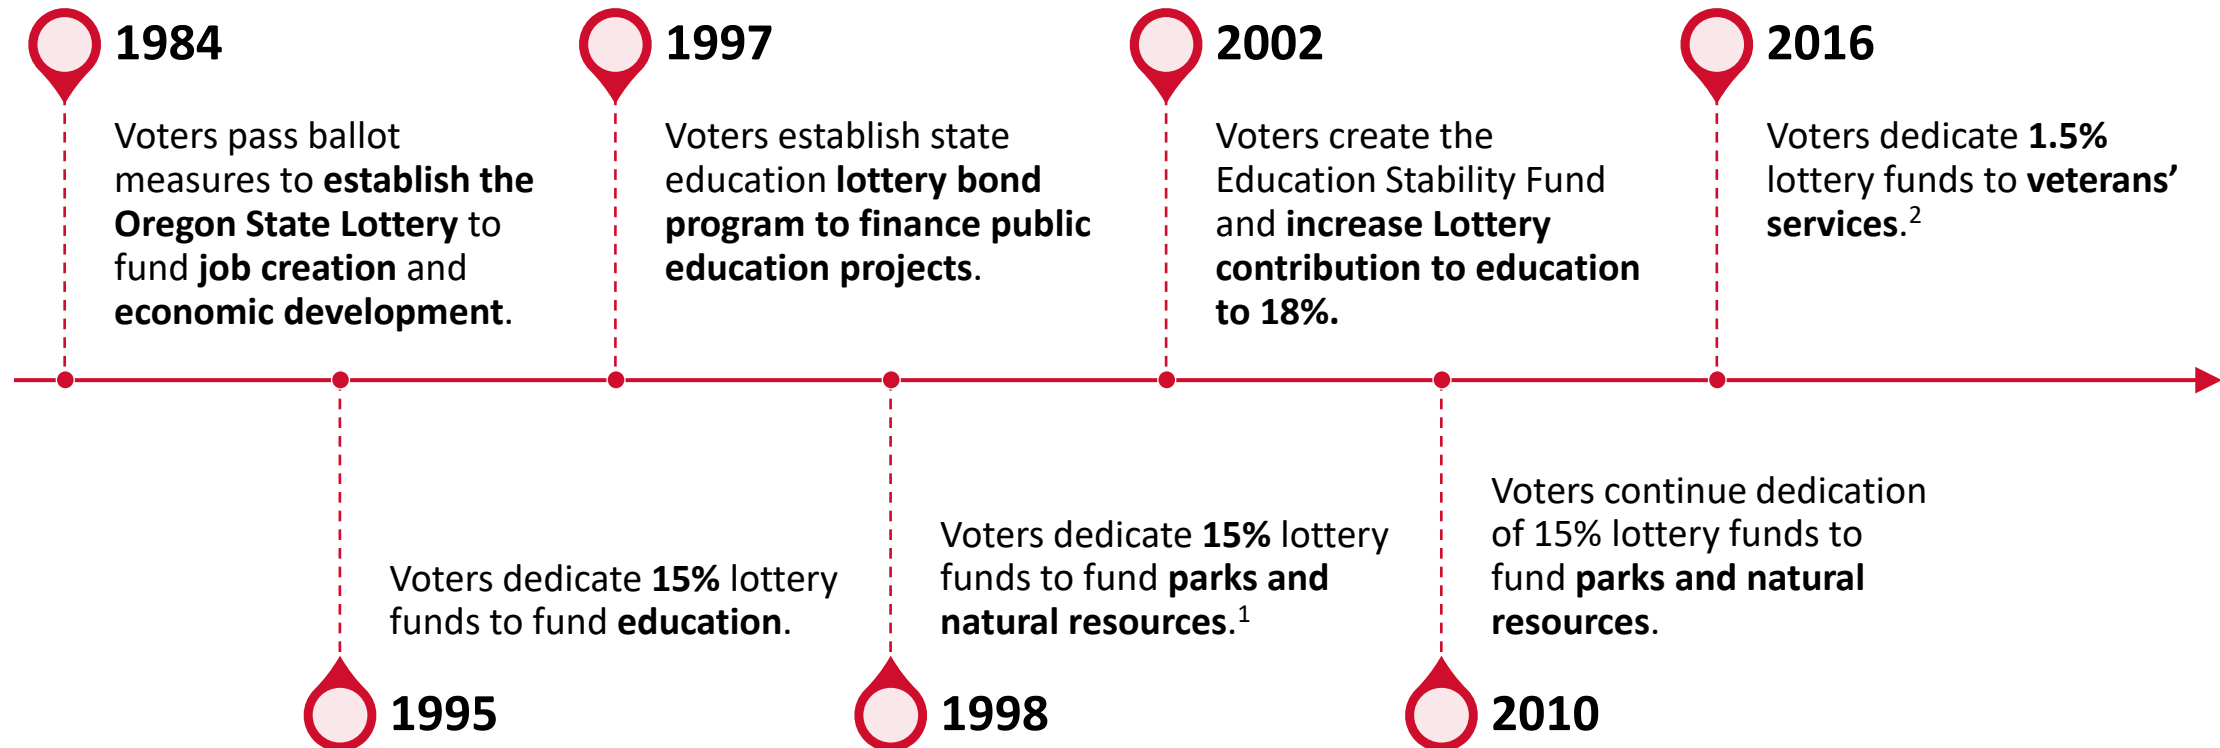 1984
Voters pass ballot
measures to establish the
Oregon State Lottery to
fund job creation and
economic development.
1997
Voters establish state
education lottery bond
program to finance public
education projects.
2002
Voters create the
Education Stability Fund
and increase Lottery
contribution to education
to 18%.
2016
Voters dedicate 1.5%
lottery funds to veterans’
services.2
Voters dedicate 15% lottery
funds to fund education.
1995
Voters dedicate 15% lottery
funds to fund parks and
natural resources.1
1998
Voters continue dedication
of 15% lottery funds to
fund parks and natural
resources.
2010